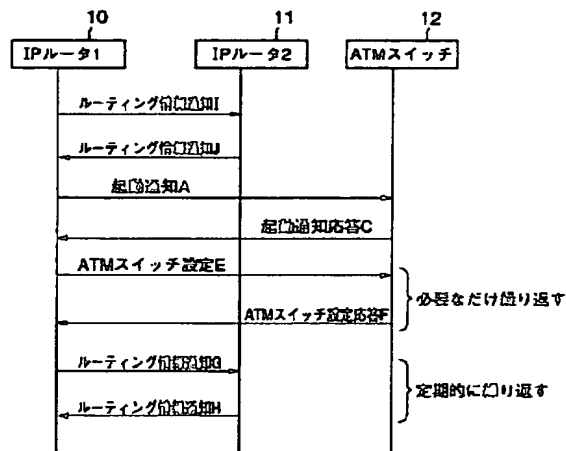 10
11
12
IPルータ1
IPルータ2
ATMスイッチ
ルーティング情報通知I
ルーティング情報通知J
起動通知A
起動通知応答C
ATMスイッチ設定E
必要なだけ繰り返す
ATMスイッチ設定応答F
ルーティング情報通知G
定期的に繰り返す
ルーティング情報通知H